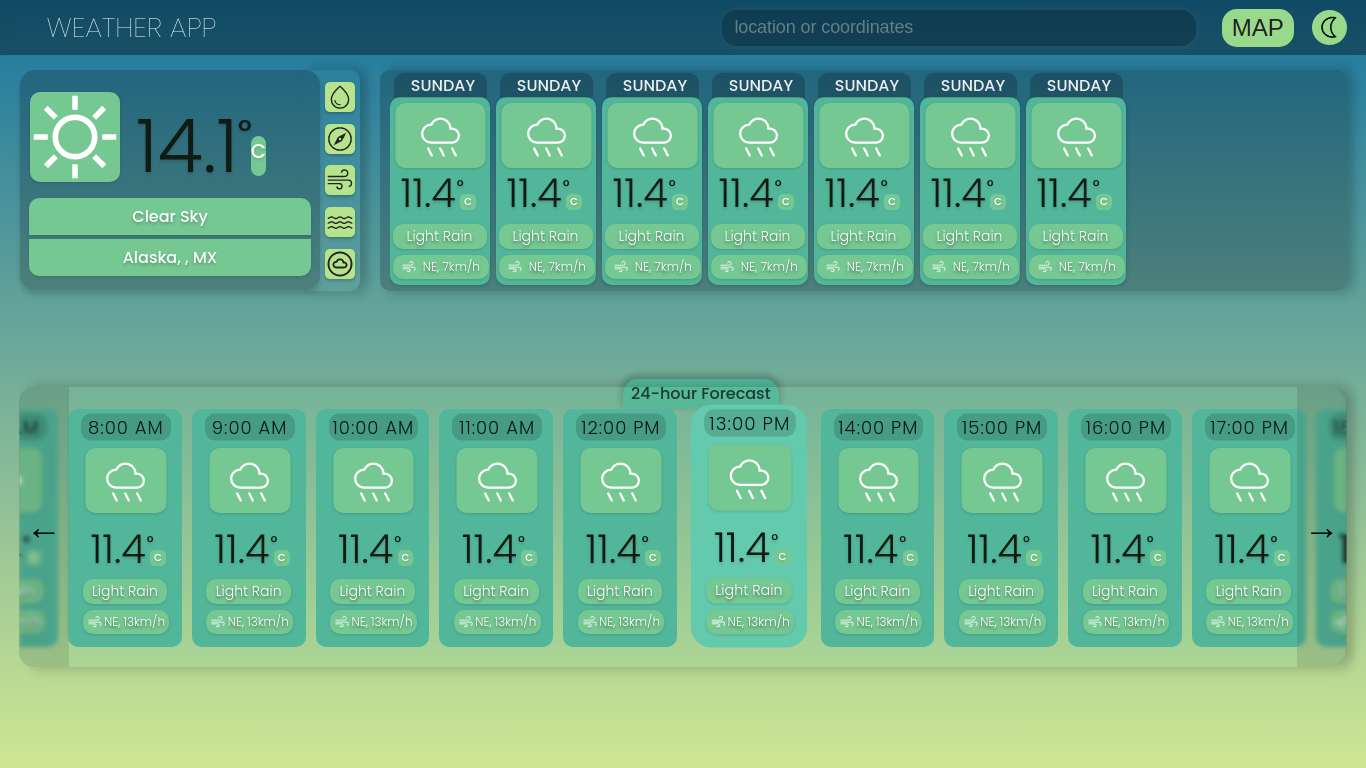 WEATHER APP
location or coordinates
MAP
14.1° C
Clear Sky
Alaska, , MX
SUNDAY SUNDAY SUNDAY SUNDAY SUNDAY SUNDAY SUNDAY
11.4° C 11.4° C 11.4° C 11.4° C 11.4° C 11.4° C 11.4° C
Light Rain Light Rain Light Rain Light Rain Light Rain Light Rain Light Rain
NE, 7km/h NE, 7km/h NE, 7km/h NE, 7km/h NE, 7km/h NE, 7km/h NE, 7km/h
24-hour Forecast
8:00 AM 9:00 AM 10:00 AM 11:00 AM 12:00 PM 13:00 PM 14:00 PM 15:00 PM 16:00 PM 17:00 PM
← 11.4° C 11.4° C 11.4° C 11.4° C 11.4° C 11.4° C 11.4° C 11.4° C 11.4° C 11.4° C →
Light Rain Light Rain Light Rain Light Rain Light Rain Light Rain Light Rain Light Rain Light Rain Light Rain
NE, 13km/h NE, 13km/h NE, 13km/h NE, 13km/h NE, 13km/h NE, 13km/h NE, 13km/h NE, 13km/h NE, 13km/h NE, 13km/h